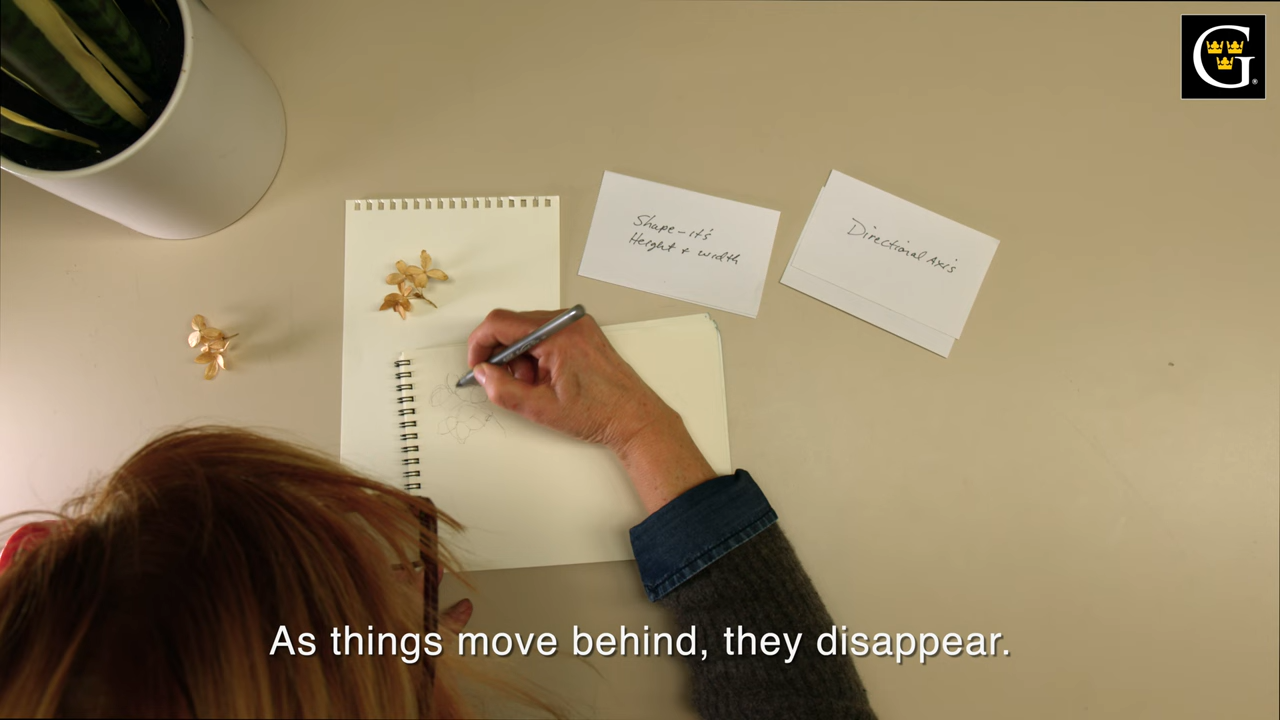 G
Shape – it's
Height + width
Directional Axis
As things move behind, they disappear.